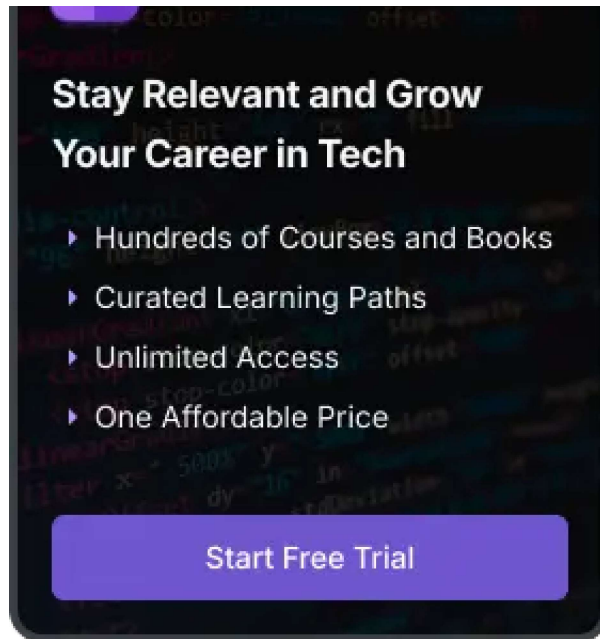 Stay Relevant and Grow
Your Career in Tech
Hundreds of Courses and Books
Curated Learning Paths
Unlimited Access
One Affordable Price
Start Free Trial